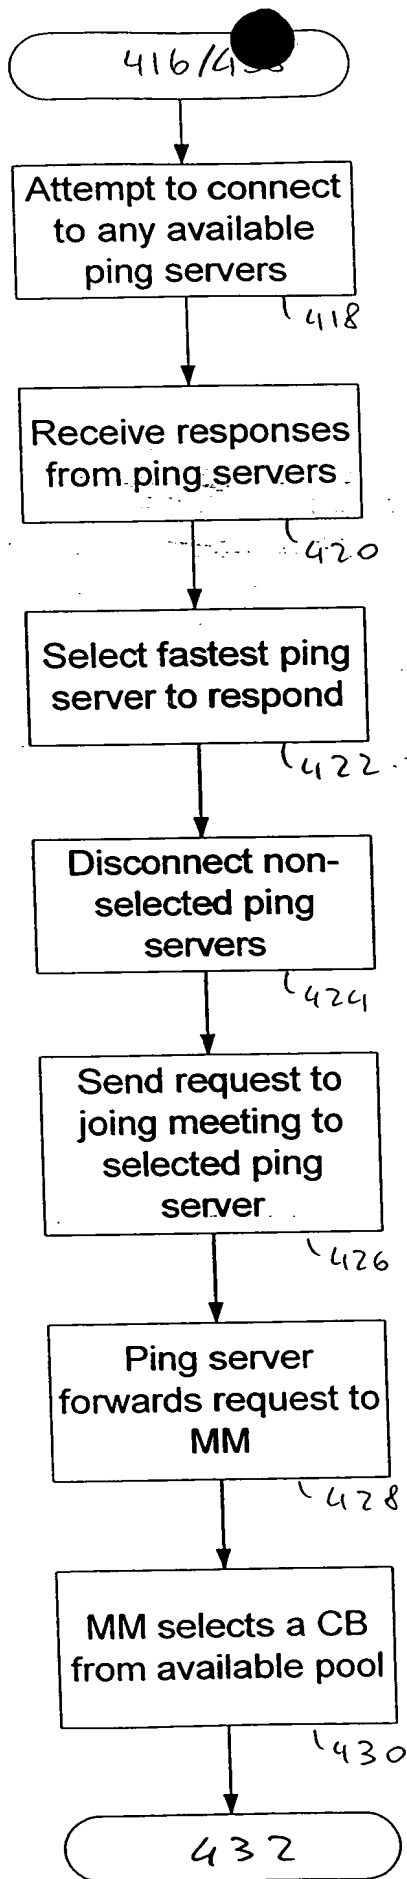 416/4
Attempt to connect
to any available
ping servers
418
Receive responses
from ping servers
420
Select fastest ping
server to respond
422
Disconnect non-
selected ping
servers
424
Send request to
joing meeting to
selected ping
server
426
Ping server
forwards request to
MM
428
MM selects a CB
from available pool
430
432